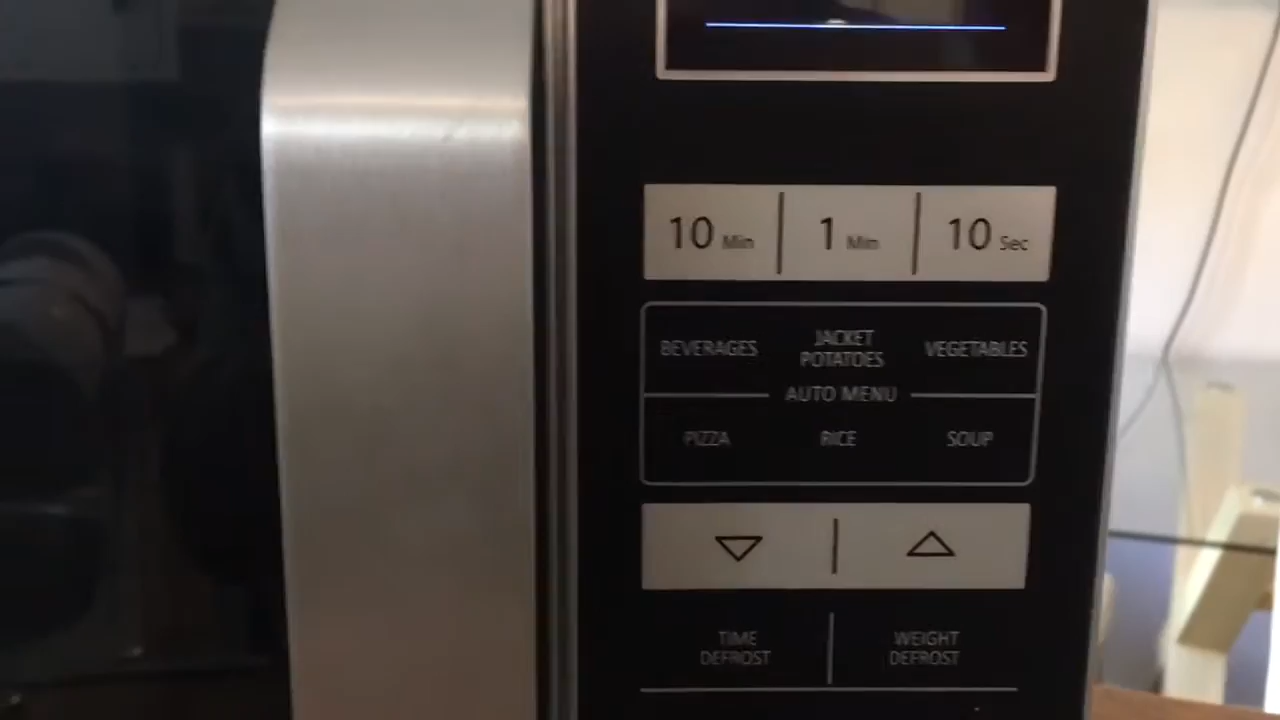 10 Min 1 Min 10 Sec
BEVERAGES JACKET POTATOES VEGETABLES
AUTO MENU
PIZZA RICE SOUP
TIME DEFROST WEIGHT DEFROST